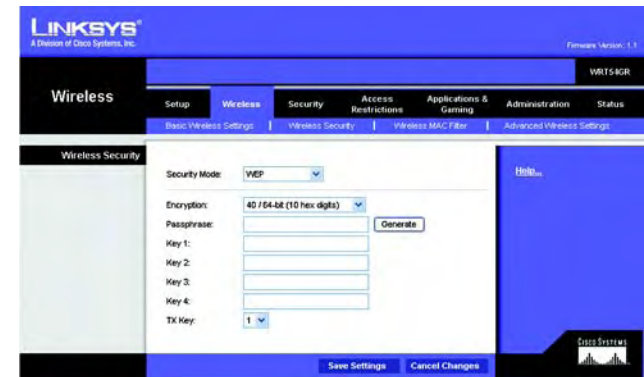 LINKSYS®
A Division of Cisco Systems, Inc.
Firmware Version: 1.1
WRT54GR
Wireless
Setup Wireless Security Access Restrictions Applications & Gaming Administration Status
Basic Wireless Settings | Wireless Security | Wireless MAC Filter | Advanced Wireless Settings
Wireless Security
Help...
Security Mode: WEP
Encryption: 40 / 64-bit (10 hex digits)
Passphrase: Generate
Key 1:
Key 2:
Key 3:
Key 4:
TX Key: 1
CISCO SYSTEMS
Save Settings Cancel Changes